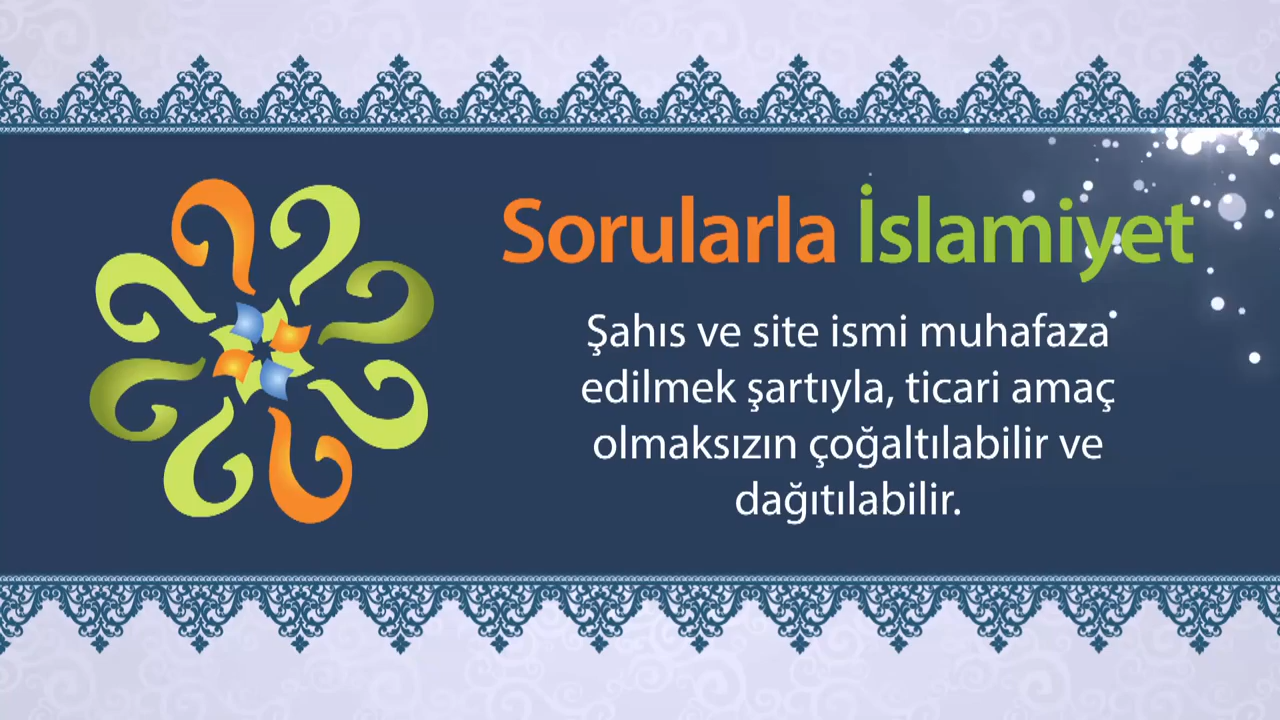 Sorularla İslamiyet
Şahıs ve site ismi muhafaza
edilmek şartıyla, ticari amaç
olmaksızın çoğaltılabilir ve
dağıtılabilir.